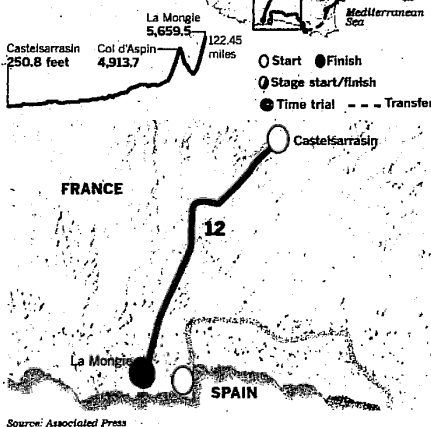 La Mongie
5,659.5
122.45
miles
Castelsarrasin
250.8 feet
Col d'Aspin
4,913.7
Mediterranean
Sea
Start
Finish
Stage start/finish
Time trial
Transfer
Castelsarrasin
FRANCE
12
La Mongie
SPAIN
Source: Associated Press